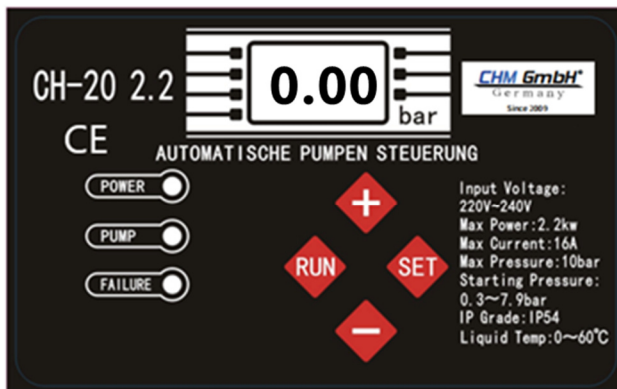 CH-20 2.2
0.00
bar
CHM GmbH®
Germany
Since 2009
CE
AUTOMATISCHE PUMPEN STEUERUNG
POWER
PUMP
FAILURE
+
RUN
SET
−
Input Voltage:
220V~240V
Max Power:2.2kw
Max Current:16A
Max Pressure:10bar
Starting Pressure:
0.3~7.9bar
IP Grade:IP54
Liquid Temp:0~60℃